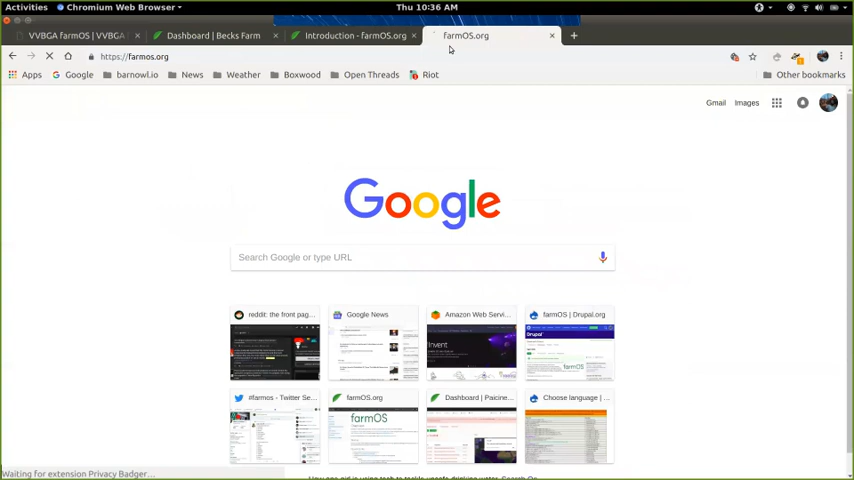 Activities Chromium Web Browser Thu 10:36 AM
VVBGA farmOS | VVBGA Dashboard | Becks Farm Introduction - farmOS.org farmOS.org
https://farmos.org
Apps Google barnowl.io News Weather Boxwood Open Threads Riot Other bookmarks
Gmail Images
Google
Search Google or type URL
reddit: the front pag... Google News Amazon Web Servi... farmOS | Drupal.org
Invent
farmOS
#farmos - Twitter Se... farmOS.org Dashboard | Paicine... Choose language | ...
farmOS
Waiting for extension Privacy Badger...